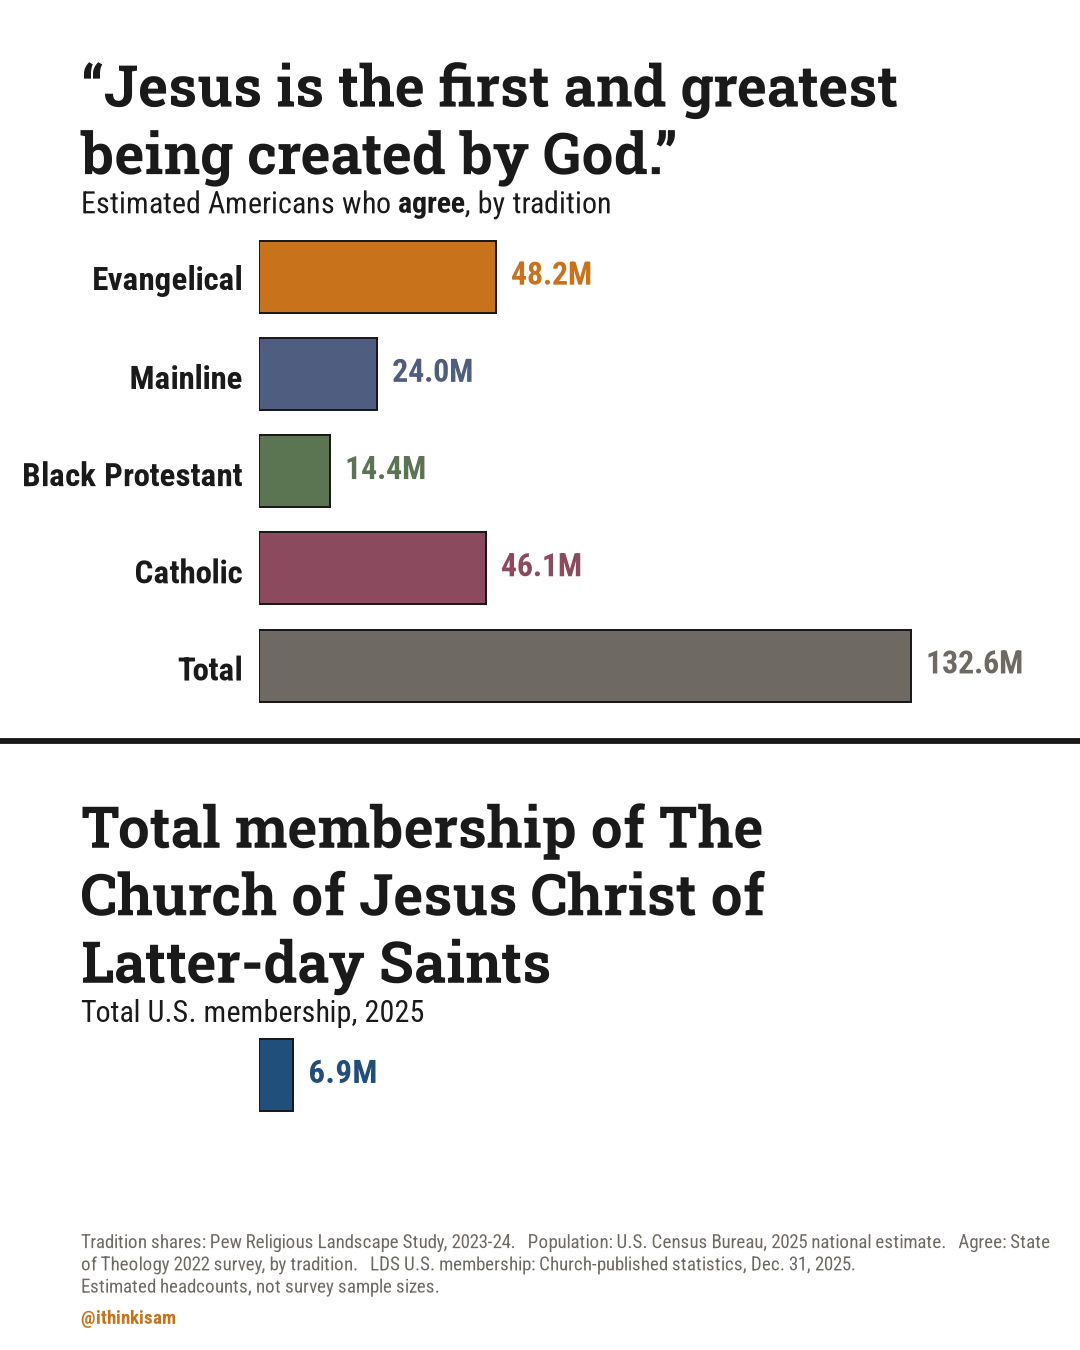 “Jesus is the first and greatest
being created by God.”
Estimated Americans who agree, by tradition
Evangelical 48.2M
Mainline 24.0M
Black Protestant 14.4M
Catholic 46.1M
Total 132.6M
Total membership of The
Church of Jesus Christ of
Latter-day Saints
Total U.S. membership, 2025
6.9M
Tradition shares: Pew Religious Landscape Study, 2023-24. Population: U.S. Census Bureau, 2025 national estimate. Agree: State
of Theology 2022 survey, by tradition. LDS U.S. membership: Church-published statistics, Dec. 31, 2025.
Estimated headcounts, not survey sample sizes.
@ithinkisam